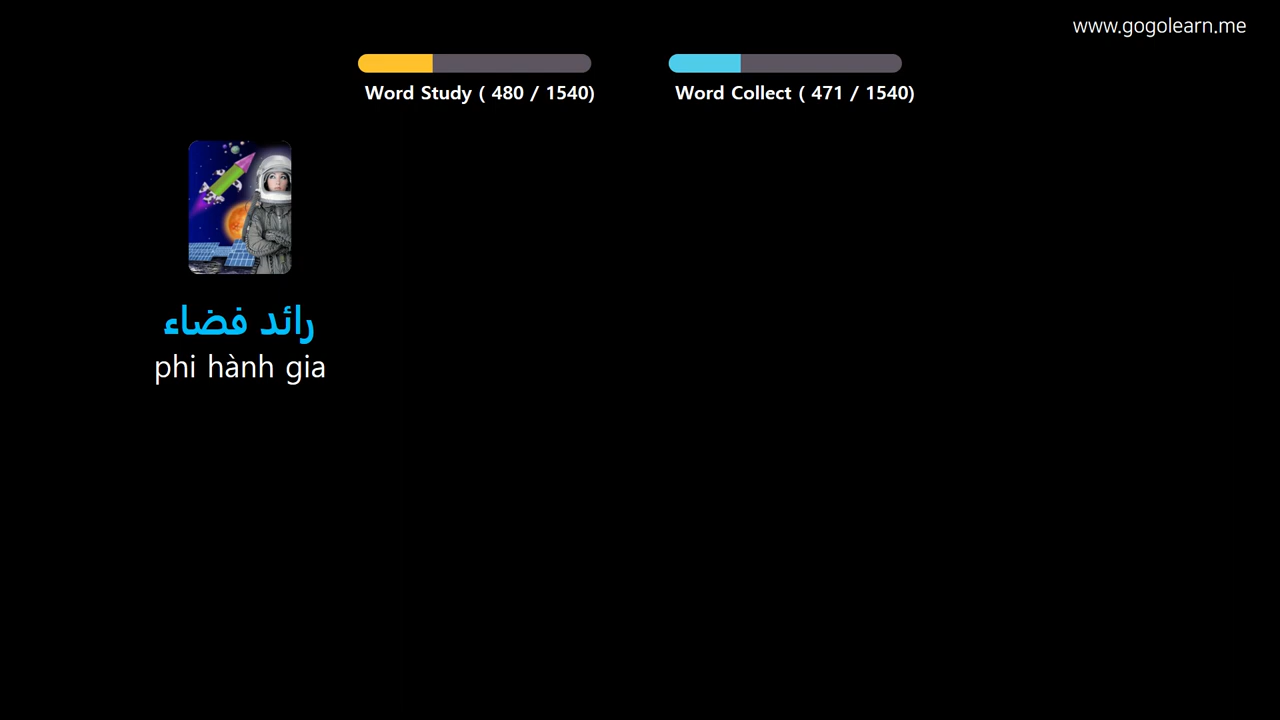 www.gogolearn.me
Word Study ( 480 / 1540)
Word Collect ( 471 / 1540)
رائد فضاء
phi hành gia